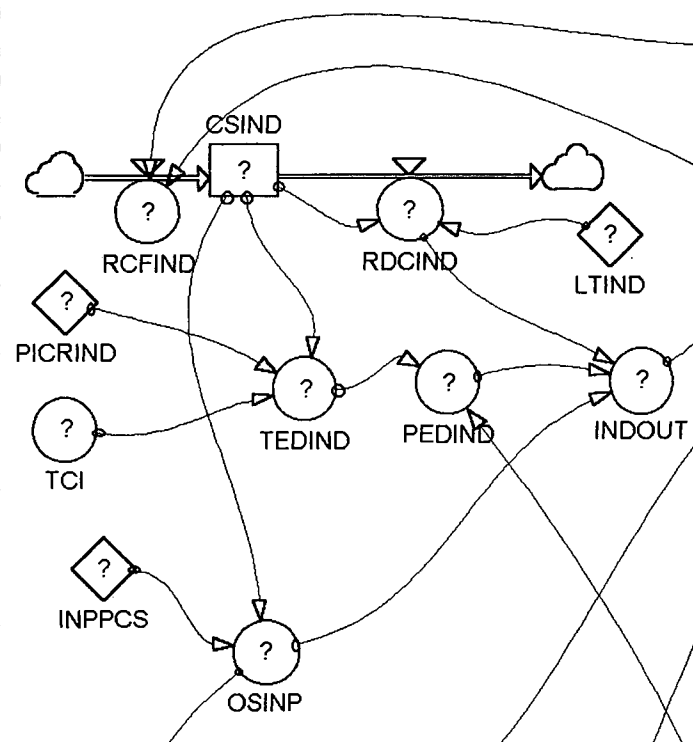 CSIND
?
?
?
?
RCFIND
RDCIND
LTIND
?
PICRIND
?
?
?
TEDIND
PEDIND
INDOUT
?
TCI
?
INPPCS
?
OSINP